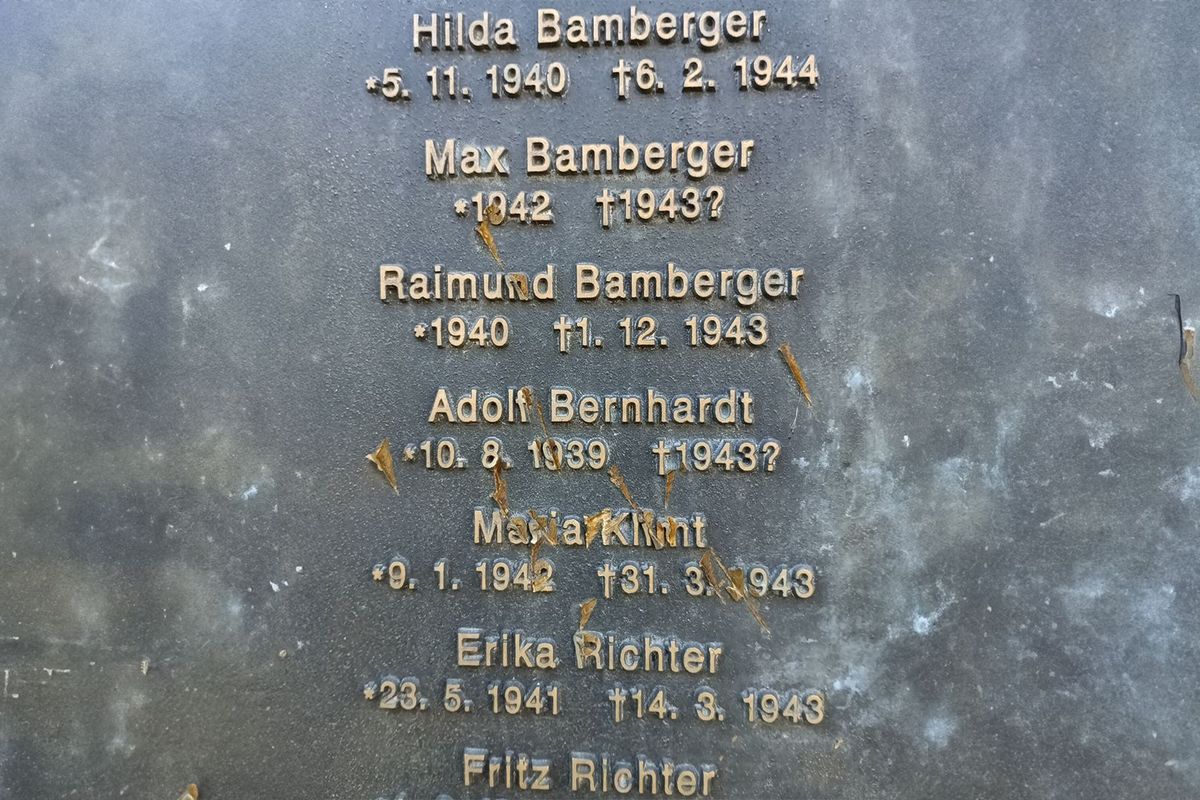 Hilda Bamberger
*5. 11. 1940 †6. 2. 1944
Max Bamberger
*1942 †1943?
Raimund Bamberger
*1940 †1. 12. 1943
Adolf Bernhardt
*10. 8. 1939 †1943?
Maria Klimt
*9. 1. 1942 †31. 3. 1943
Erika Richter
*23. 5. 1941 †14. 3. 1943
Fritz Richter